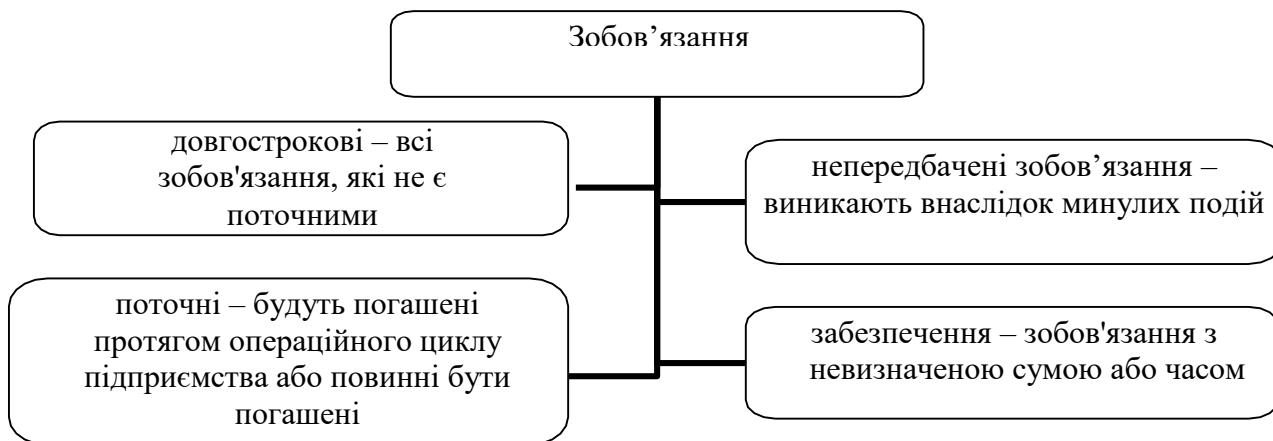 Зобов’язання
довгострокові – всі
зобов'язання, які не є
поточними
непередбачені зобов’язання –
виникають внаслідок минулих подій
поточні – будуть погашені
протягом операційного циклу
підприємства або повинні бути
погашені
забезпечення – зобов'язання з
невизначеною сумою або часом